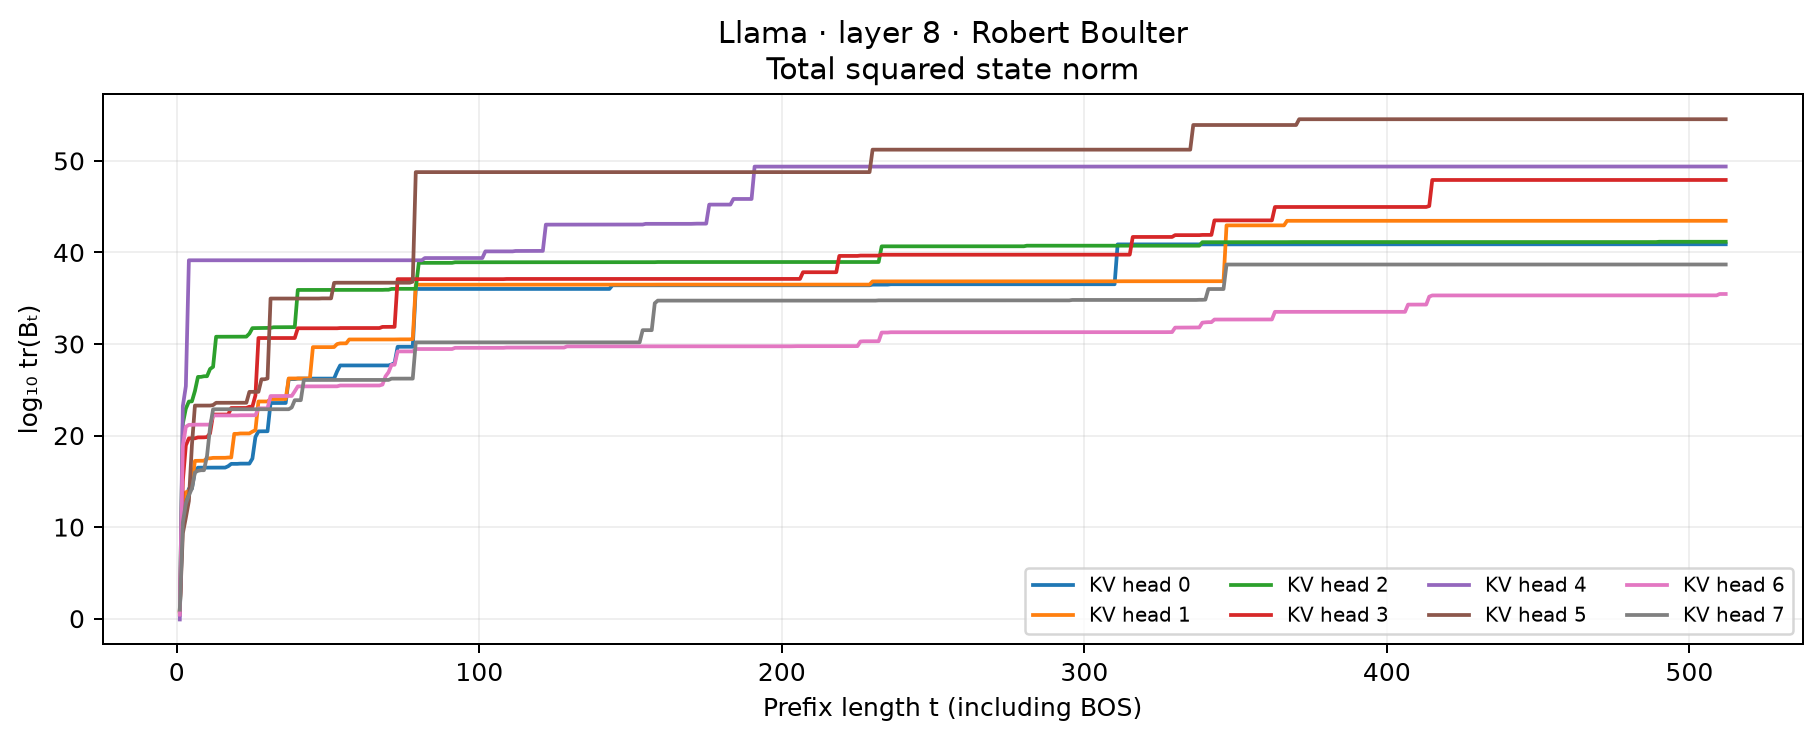 Llama · layer 8 · Robert Boulter
Total squared state norm
log₁₀ tr(Bₜ)
50
40
30
20
10
0
0 100 200 300 400 500
Prefix length t (including BOS)
KV head 0 KV head 2 KV head 4 KV head 6
KV head 1 KV head 3 KV head 5 KV head 7